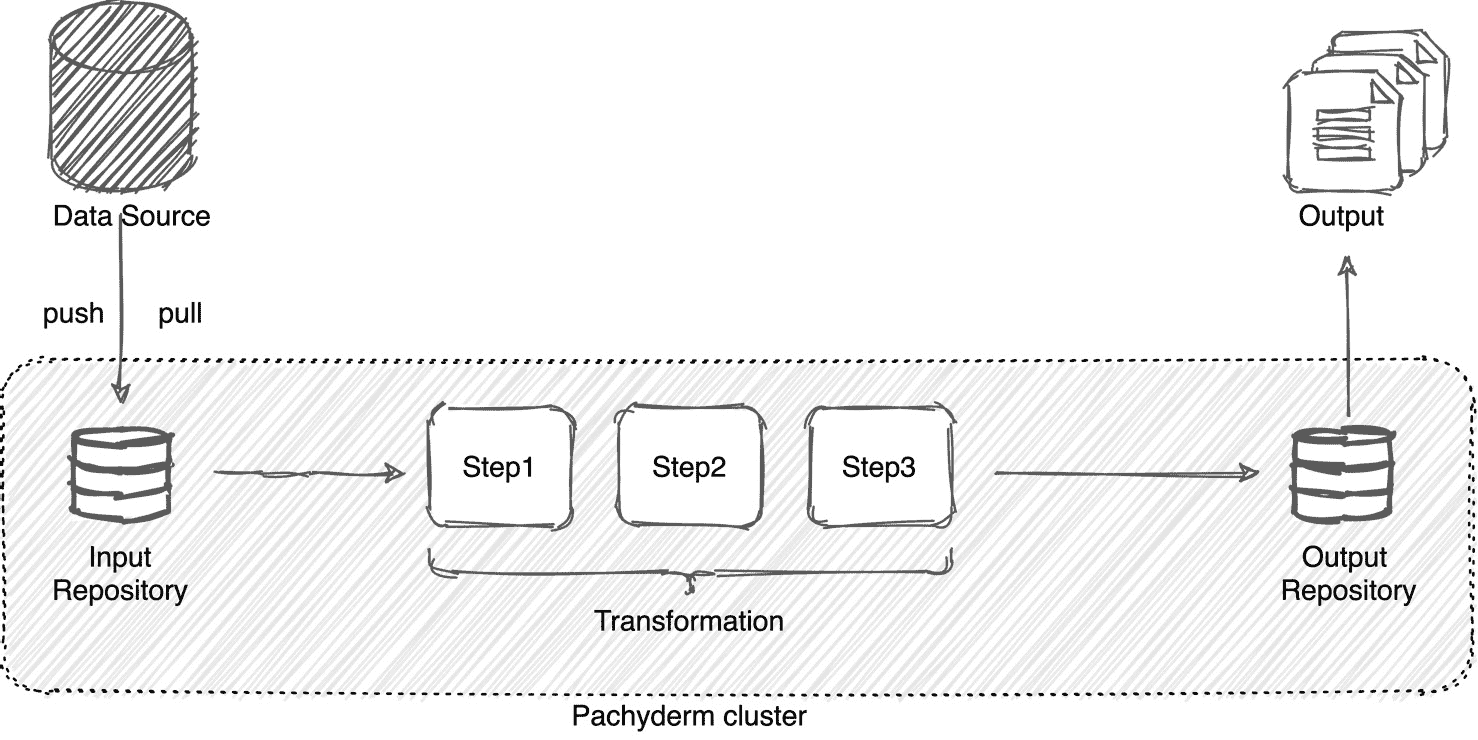 Data Source
Output
push
pull
Step1
Step2
Step3
Input
Repository
Output
Repository
Transformation
Pachyderm cluster